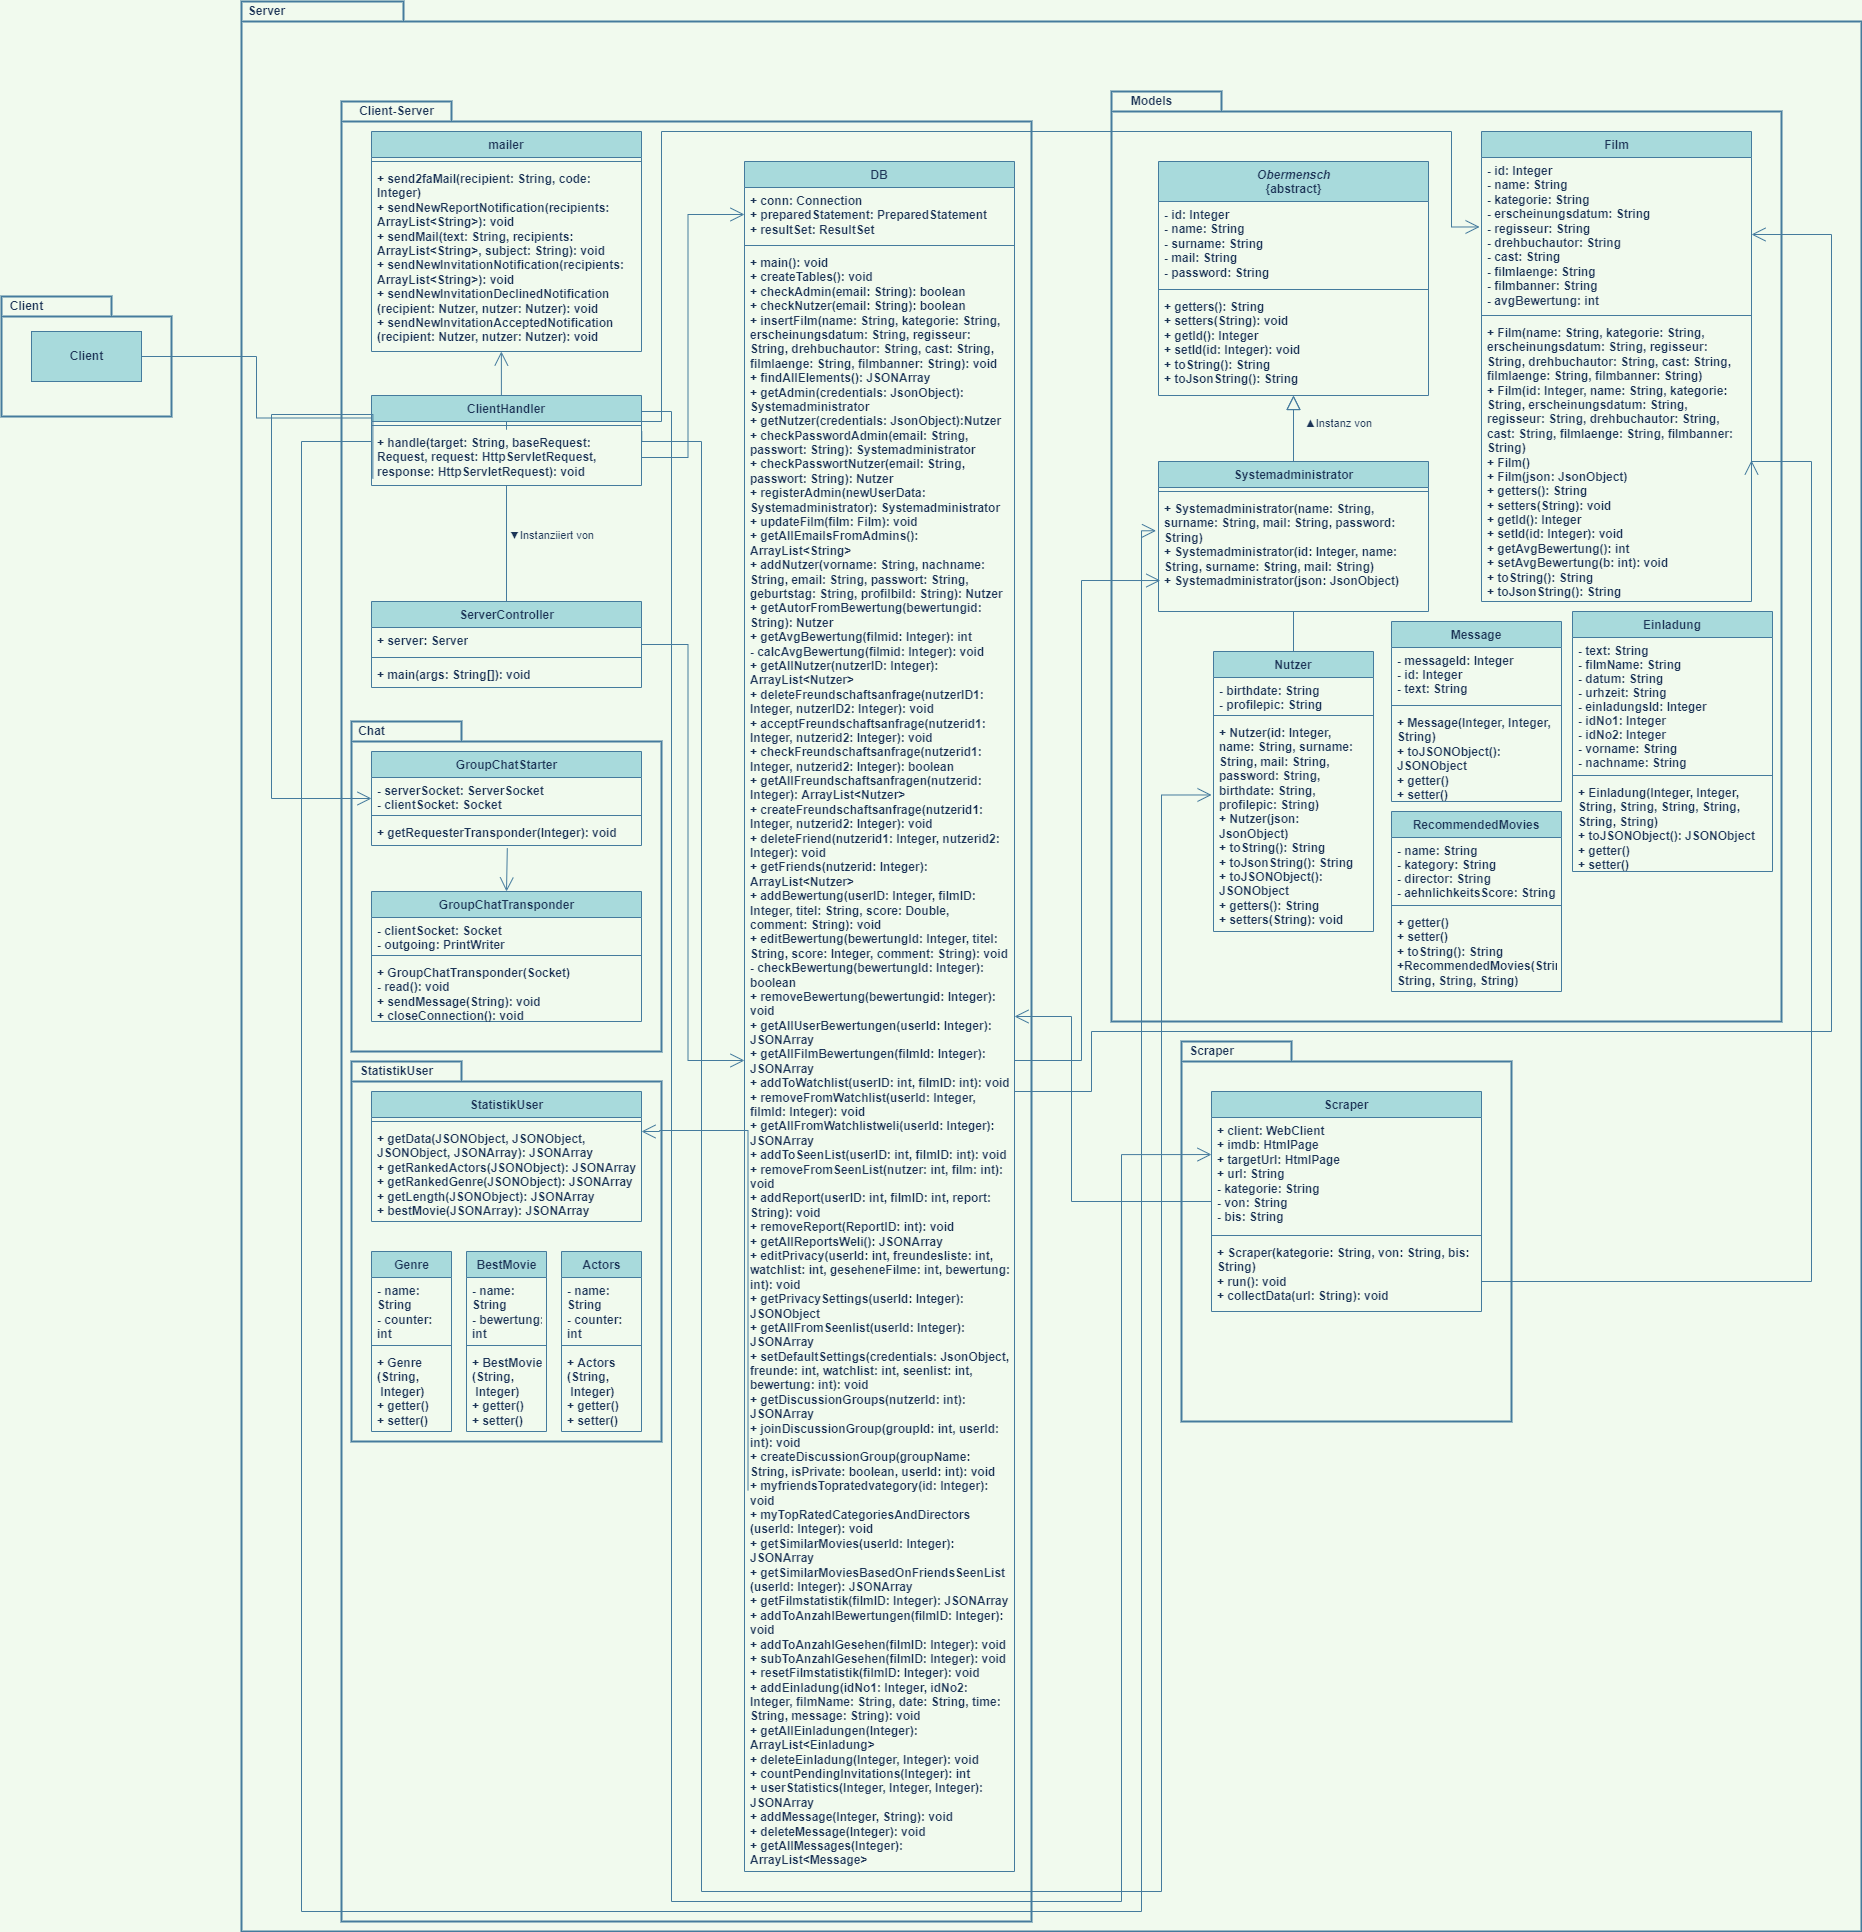 Server
Client
Client
Client-Server
mailer
+ send2faMail(recipient: String, code:
Integer)
+ sendNewReportNotification(recipients:
ArrayList<String>): void
+ sendMail(text: String, recipients:
ArrayList<String>, subject: String): void
+ sendNewInvitationNotification(recipients:
ArrayList<String>): void
+ sendNewInvitationDeclinedNotification
(recipient: Nutzer, nutzer: Nutzer): void
+ sendNewInvitationAcceptedNotification
(recipient: Nutzer, nutzer: Nutzer): void
ClientHandler
+ handle(target: String, baseRequest:
Request, request: HttpServletRequest,
response: HttpServletRequest): void
▼Instanziiert von
ServerController
+ server: Server
+ main(args: String[]): void
Chat
GroupChatStarter
- serverSocket: ServerSocket
- clientSocket: Socket
+ getRequesterTransponder(Integer): void
GroupChatTransponder
- clientSocket: Socket
- outgoing: PrintWriter
+ GroupChatTransponder(Socket)
- read(): void
+ sendMessage(String): void
+ closeConnection(): void
StatistikUser
StatistikUser
+ getData(JSONObject, JSONObject,
JSONObject, JSONArray): JSONArray
+ getRankedActors(JSONObject): JSONArray
+ getRankedGenre(JSONObject): JSONArray
+ getLength(JSONObject): JSONArray
+ bestMovie(JSONArray): JSONArray
Genre
- name:
String
- counter:
int
+ Genre
(String,
Integer)
+ getter()
+ setter()
BestMovie
- name:
String
- bewertung:
int
+ BestMovie
(String,
Integer)
+ getter()
+ setter()
Actors
- name:
String
- counter:
int
+ Actors
(String,
Integer)
+ getter()
+ setter()
DB
+ conn: Connection
+ preparedStatement: PreparedStatement
+ resultSet: ResultSet
+ main(): void
+ createTables(): void
+ checkAdmin(email: String): boolean
+ checkNutzer(email: String): boolean
+ insertFilm(name: String, kategorie: String,
erscheinungsdatum: String, regisseur:
String, drehbuchautor: String, cast: String,
filmlaenge: String, filmbanner: String): void
+ findAllElements(): JSONArray
+ getAdmin(credentials: JsonObject):
Systemadministrator
+ getNutzer(credentials: JsonObject):Nutzer
+ checkPasswordAdmin(email: String,
passwort: String): Systemadministrator
+ checkPasswortNutzer(email: String,
passwort: String): Nutzer
+ registerAdmin(newUserData:
Systemadministrator): Systemadministrator
+ updateFilm(film: Film): void
+ getAllEmailsFromAdmins():
ArrayList<String>
+ addNutzer(vorname: String, nachname:
String, email: String, passwort: String,
geburtstag: String, profilbild: String): Nutzer
+ getAutorFromBewertung(bewertungid:
String): Nutzer
+ getAvgBewertung(filmid: Integer): int
- calcAvgBewertung(filmid: Integer): void
+ getAllNutzer(nutzerID: Integer):
ArrayList<Nutzer>
+ deleteFreundschaftsanfrage(nutzerID1:
Integer, nutzerID2: Integer): void
+ acceptFreundschaftsanfrage(nutzerid1:
Integer, nutzerid2: Integer): void
+ checkFreundschaftsanfrage(nutzerid1:
Integer, nutzerid2: Integer): boolean
+ getAllFreundschaftsanfragen(nutzerid:
Integer): ArrayList<Nutzer>
+ createFreundschaftsanfrage(nutzerid1:
Integer, nutzerid2: Integer): void
+ deleteFriend(nutzerid1: Integer, nutzerid2:
Integer): void
+ getFriends(nutzerid: Integer):
ArrayList<Nutzer>
+ addBewertung(userID: Integer, filmID:
Integer, titel: String, score: Double,
comment: String): void
+ editBewertung(bewertungId: Integer, titel:
String, score: Integer, comment: String): void
- checkBewertung(bewertungId: Integer):
boolean
+ removeBewertung(bewertungid: Integer):
void
+ getAllUserBewertungen(userId: Integer):
JSONArray
+ getAllFilmBewertungen(filmId: Integer):
JSONArray
+ addToWatchlist(userID: int, filmID: int): void
+ removeFromWatchlist(userId: Integer,
filmId: Integer): void
+ getAllFromWatchlistweli(userId: Integer):
JSONArray
+ addToSeenList(userID: int, filmID: int): void
+ removeFromSeenList(nutzer: int, film: int):
void
+ addReport(userID: int, filmID: int, report:
String): void
+ removeReport(ReportID: int): void
+ getAllReportsWeli(): JSONArray
+ editPrivacy(userId: int, freundesliste: int,
watchlist: int, geseheneFilme: int, bewertung:
int): void
+ getPrivacySettings(userId: Integer):
JSONObject
+ getAllFromSeenlist(userId: Integer):
JSONArray
+ setDefaultSettings(credentials: JsonObject,
freunde: int, watchlist: int, seenlist: int,
bewertung: int): void
+ getDiscussionGroups(nutzerId: int):
JSONArray
+ joinDiscussionGroup(groupId: int, userId:
int): void
+ createDiscussionGroup(groupName:
String, isPrivate: boolean, userId: int): void
+ myfriendsTopratedvategory(id: Integer):
void
+ myTopRatedCategoriesAndDirectors
(userId: Integer): void
+ getSimilarMovies(userId: Integer):
JSONArray
+ getSimilarMoviesBasedOnFriendsSeenList
(userId: Integer): JSONArray
+ getFilmstatistik(filmID: Integer): JSONArray
+ addToAnzahlBewertungen(filmID: Integer):
void
+ addToAnzahlGesehen(filmID: Integer): void
+ subToAnzahlGesehen(filmID: Integer): void
+ resetFilmstatistik(filmID: Integer): void
+ addEinladung(idNo1: Integer, idNo2:
Integer, filmName: String, date: String, time:
String, message: String): void
+ getAllEinladungen(Integer):
ArrayList<Einladung>
+ deleteEinladung(Integer, Integer): void
+ countPendingInvitations(Integer): int
+ userStatistics(Integer, Integer, Integer):
JSONArray
+ addMessage(Integer, String): void
+ deleteMessage(Integer): void
+ getAllMessages(Integer):
ArrayList<Message>
Models
Obermensch
{abstract}
- id: Integer
- name: String
- surname: String
- mail: String
- password: String
+ getters(): String
+ setters(String): void
+ getId(): Integer
+ setId(id: Integer): void
+ toString(): String
+ toJsonString(): String
▲Instanz von
Systemadministrator
+ Systemadministrator(name: String,
surname: String, mail: String, password:
String)
+ Systemadministrator(id: Integer, name:
String, surname: String, mail: String)
+ Systemadministrator(json: JsonObject)
Nutzer
- birthdate: String
- profilepic: String
+ Nutzer(id: Integer,
name: String, surname:
String, mail: String,
password: String,
birthdate: String,
profilepic: String)
+ Nutzer(json:
JsonObject)
+ toString(): String
+ toJsonString(): String
+ toJSONObject():
JSONObject
+ getters(): String
+ setters(String): void
Film
- id: Integer
- name: String
- kategorie: String
- erscheinungsdatum: String
- regisseur: String
- drehbuchautor: String
- cast: String
- filmlaenge: String
- filmbanner: String
- avgBewertung: int
+ Film(name: String, kategorie: String,
erscheinungsdatum: String, regisseur:
String, drehbuchautor: String, cast: String,
filmlaenge: String, filmbanner: String)
+ Film(id: Integer, name: String, kategorie:
String, erscheinungsdatum: String,
regisseur: String, drehbuchautor: String,
cast: String, filmlaenge: String, filmbanner:
String)
+ Film()
+ Film(json: JsonObject)
+ getters(): String
+ setters(String): void
+ getId(): Integer
+ setId(id: Integer): void
+ getAvgBewertung(): int
+ setAvgBewertung(b: int): void
+ toString(): String
+ toJsonString(): String
Message
- messageId: Integer
- id: Integer
- text: String
+ Message(Integer, Integer,
String)
+ toJSONObject():
JSONObject
+ getter()
+ setter()
Einladung
- text: String
- filmName: String
- datum: String
- urhzeit: String
- einladungsId: Integer
- idNo1: Integer
- idNo2: Integer
- vorname: String
- nachname: String
+ Einladung(Integer, Integer,
String, String, String, String,
String, String)
+ toJSONObject(): JSONObject
+ getter()
+ setter()
RecommendedMovies
- name: String
- kategory: String
- director: String
- aehnlichkeitsScore: String
+ getter()
+ setter()
+ toString(): String
+RecommendedMovies(Stri
String, String, String)
Scraper
Scraper
+ client: WebClient
+ imdb: HtmlPage
+ targetUrl: HtmlPage
+ url: String
- kategorie: String
- von: String
- bis: String
+ Scraper(kategorie: String, von: String, bis:
String)
+ run(): void
+ collectData(url: String): void